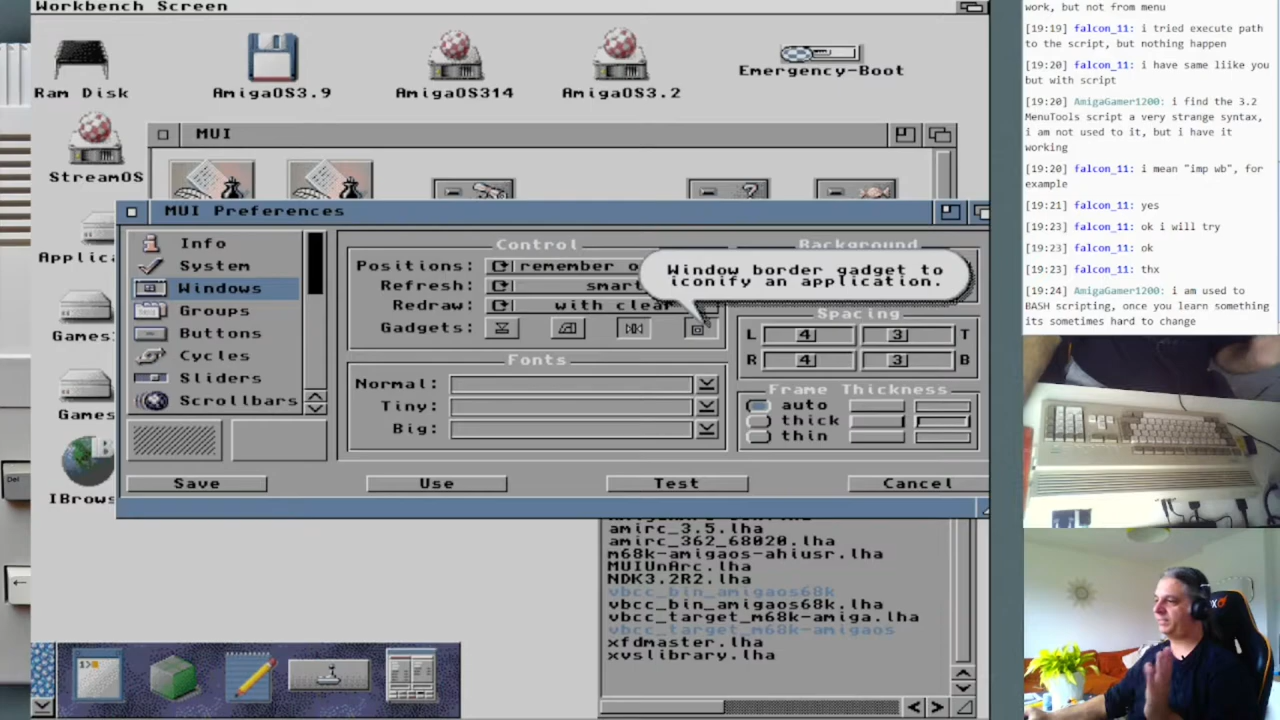 Workbench Screen
Ram Disk
AmigaOS3.9
AmigaOS314
AmigaOS3.2
Emergency-Boot
StreamOS
MUI
Applic
Games
Games
IBrows
MUI Preferences
Info
System
Windows
Groups
Buttons
Cycles
Sliders
Scrollbars
Control
Positions: remember o
Refresh: smart
Redraw: with clear
Gadgets:
Window border gadget to
iconify an application.
Fonts
Normal:
Tiny:
Big:
Background
Spacing
L 4 3 T
R 4 3 B
Frame Thickness
auto
thick
thin
Save
Use
Test
Cancel
amirc_3.5.lha
amirc_362_68020.lha
m68k-amigaos-ahiusr.lha
MUIUnArc.lha
NDK3.2R2.lha
vbcc_bin_amigaos68k
vbcc_bin_amigaos68k.lha
vbcc_target_m68k-amiga.lha
vbcc_target_m68k-amigaos
xfdmaster.lha
xvslibrary.lha
1>
Del
work, but not from menu
[19:19] falcon_11: i tried execute path
to the script, but nothing happen
[19:20] falcon_11: i have same liike you
but with script
[19:20] AmigaGamer1200: i find the 3.2
MenuTools script a very strange syntax,
i am not used to it, but i have it
working
[19:20] falcon_11: i mean "imp wb", for
example
[19:21] falcon_11: yes
[19:23] falcon_11: ok i will try
[19:23] falcon_11: ok
[19:23] falcon_11: thx
[19:24] AmigaGamer1200: i am used to
BASH scripting, once you learn something
its sometimes hard to change